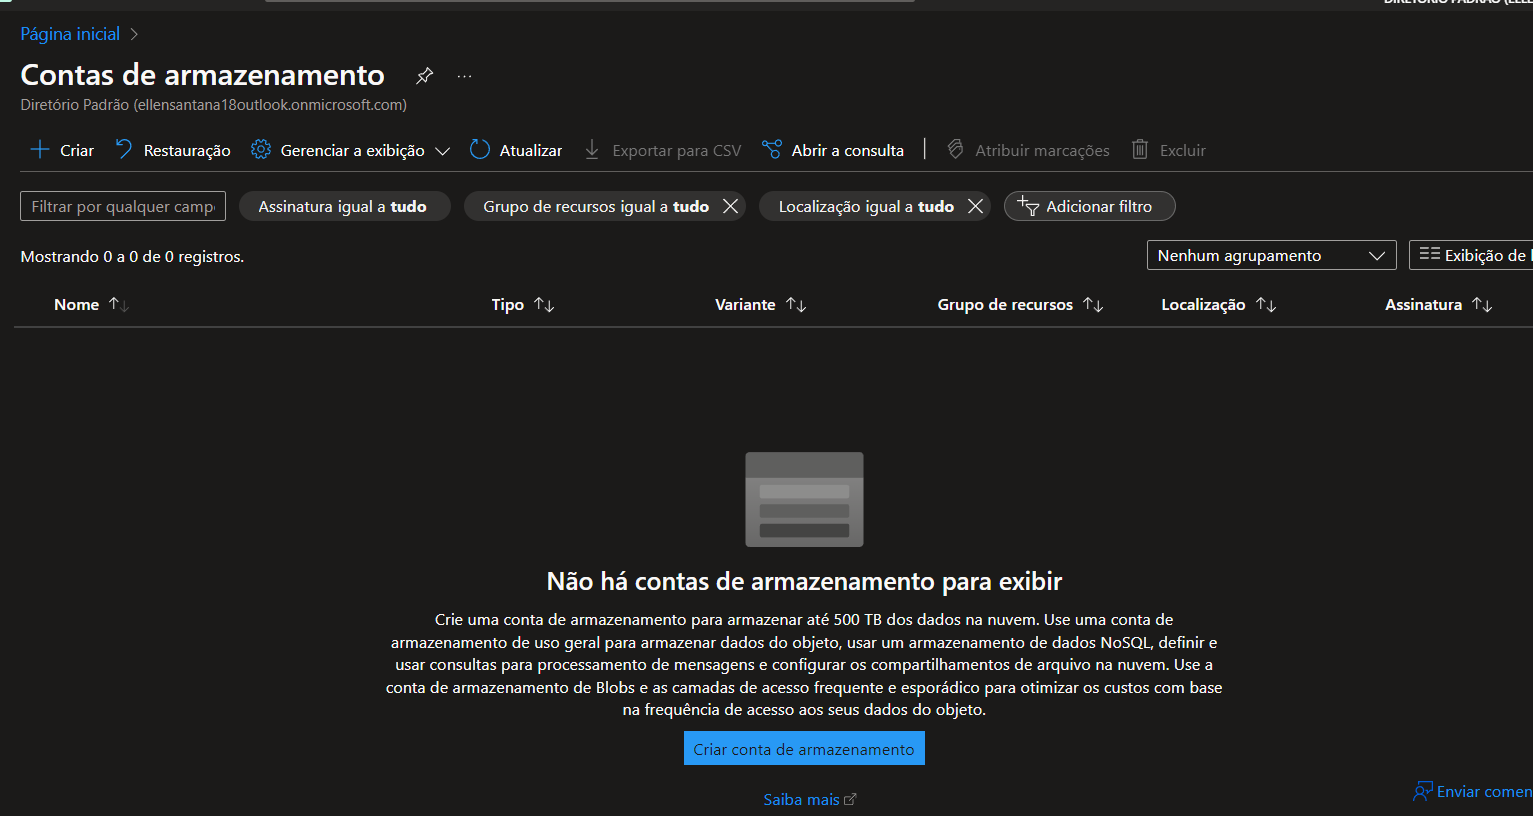 Página inicial
Contas de armazenamento
Diretório Padrão (ellensantana18outlook.onmicrosoft.com)
Criar Restauração Gerenciar a exibição Atualizar Exportar para CSV Abrir a consulta Atribuir marcações Excluir
Filtrar por qualquer camp Assinatura igual a tudo Grupo de recursos igual a tudo Localização igual a tudo Adicionar filtro
Mostrando 0 a 0 de 0 registros. Nenhum agrupamento Exibição de
Nome Tipo Variante Grupo de recursos Localização Assinatura
Não há contas de armazenamento para exibir
Crie uma conta de armazenamento para armazenar até 500 TB dos dados na nuvem. Use uma conta de
armazenamento de uso geral para armazenar dados do objeto, usar um armazenamento de dados NoSQL, definir e
usar consultas para processamento de mensagens e configurar os compartilhamentos de arquivo na nuvem. Use a
conta de armazenamento de Blobs e as camadas de acesso frequente e esporádico para otimizar os custos com base
na frequência de acesso aos seus dados do objeto.
Criar conta de armazenamento
Saiba mais
Enviar comen